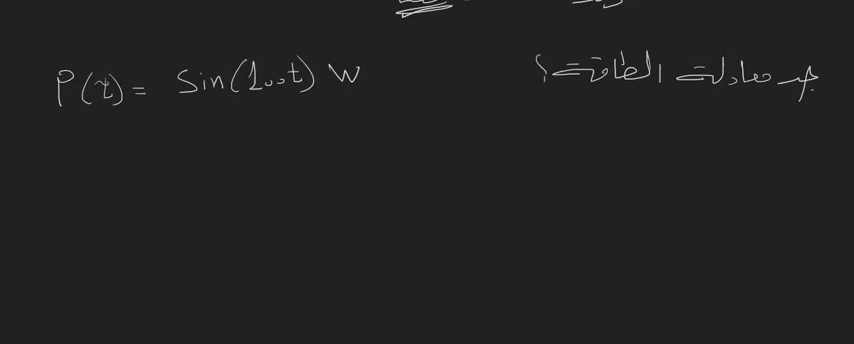 جد معادلة الطاقة؟
P(t) = Sin(100t) W